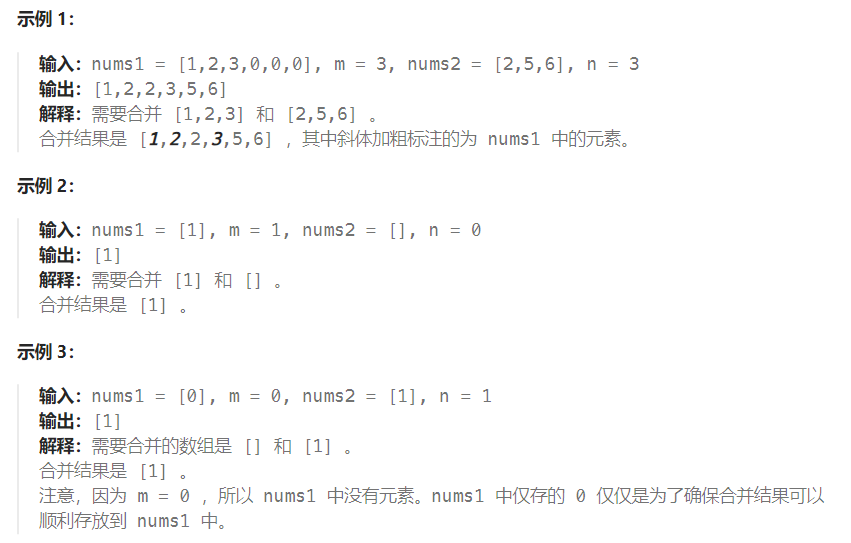 示例 1：
输入：nums1 = [1,2,3,0,0,0], m = 3, nums2 = [2,5,6], n = 3
输出：[1,2,2,3,5,6]
解释：需要合并 [1,2,3] 和 [2,5,6] 。
合并结果是 [1,2,2,3,5,6] ，其中斜体加粗标注的为 nums1 中的元素。
示例 2：
输入：nums1 = [1], m = 1, nums2 = [], n = 0
输出：[1]
解释：需要合并 [1] 和 [] 。
合并结果是 [1] 。
示例 3：
输入：nums1 = [0], m = 0, nums2 = [1], n = 1
输出：[1]
解释：需要合并的数组是 [] 和 [1] 。
合并结果是 [1] 。
注意，因为 m = 0 ，所以 nums1 中没有元素。nums1 中仅存的 0 仅仅是为了确保合并结果可以
顺利存放到 nums1 中。